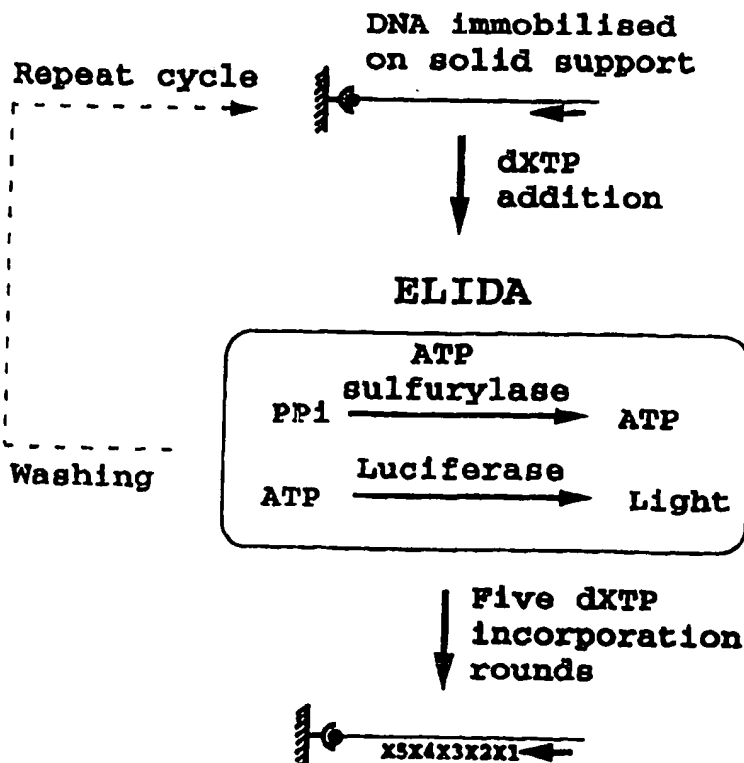 DNA immobilised
on solid support
Repeat cycle
dXTP
addition
ELIDA
ATP
sulfurylase
PPi
ATP
Washing
Luciferase
ATP
Light
Five dXTP
incorporation
rounds
X5X4X3X2X1